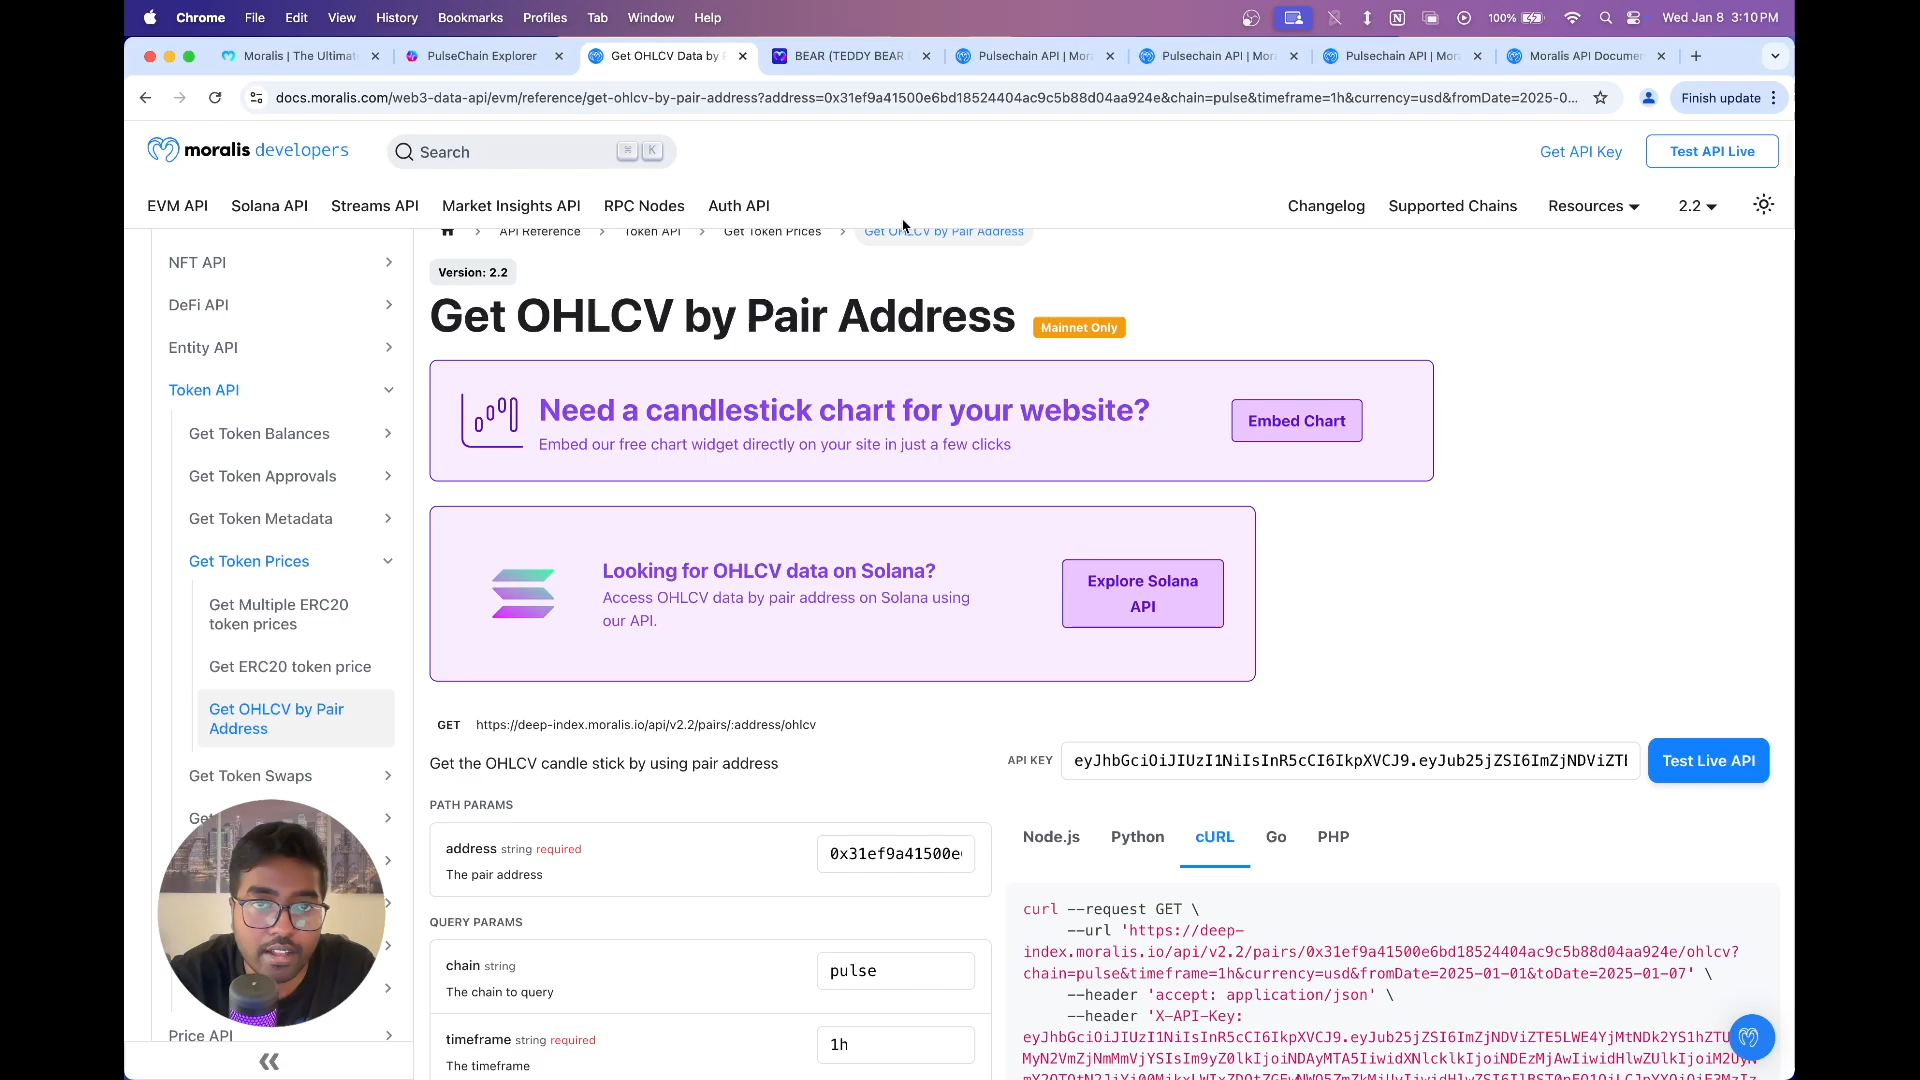 Chrome File Edit View History Bookmarks Profiles Tab Window Help
100% Wed Jan 8 3:10 PM
Moralis | The Ultimat
PulseChain Explorer
Get OHLCV Data by
BEAR (TEDDY BEAR
Pulsechain API | Mor
Pulsechain API | Mor
Pulsechain API | Mor
Moralis API Documen
docs.moralis.com/web3-data-api/evm/reference/get-ohlcv-by-pair-address?address=0x31ef9a41500e6bd18524404ac9c5b88d04aa924e&chain=pulse&timeframe=1h&currency=usd&fromDate=2025-0...
Finish update
moralis developers
Search
⌘ K
Get API Key
Test API Live
EVM API Solana API Streams API Market Insights API RPC Nodes Auth API
Changelog Supported Chains Resources 2.2
API Reference > Token API > Get Token Prices > Get OHLCV by Pair Address
NFT API
DeFi API
Entity API
Token API
Get Token Balances
Get Token Approvals
Get Token Metadata
Get Token Prices
Get Multiple ERC20
token prices
Get ERC20 token price
Get OHLCV by Pair
Address
Get Token Swaps
Ge
Price API
Version: 2.2
Get OHLCV by Pair Address
Mainnet Only
Need a candlestick chart for your website?
Embed our free chart widget directly on your site in just a few clicks
Embed Chart
Looking for OHLCV data on Solana?
Access OHLCV data by pair address on Solana using
our API.
Explore Solana
API
GET https://deep-index.moralis.io/api/v2.2/pairs/:address/ohlcv
Get the OHLCV candle stick by using pair address
PATH PARAMS
address string required
The pair address
0x31ef9a41500e
QUERY PARAMS
chain string
The chain to query
pulse
timeframe string required
The timeframe
1h
API KEY
eyJhbGciOiJIUzI1NiIsInR5cCI6IkpXVCJ9.eyJub25jZSI6ImZjNDViZTI
Test Live API
Node.js Python cURL Go PHP
curl --request GET \
--url 'https://deep-
index.moralis.io/api/v2.2/pairs/0x31ef9a41500e6bd18524404ac9c5b88d04aa924e/ohlcv?
chain=pulse&timeframe=1h&currency=usd&fromDate=2025-01-01&toDate=2025-01-07' \
--header 'accept: application/json' \
--header 'X-API-Key: